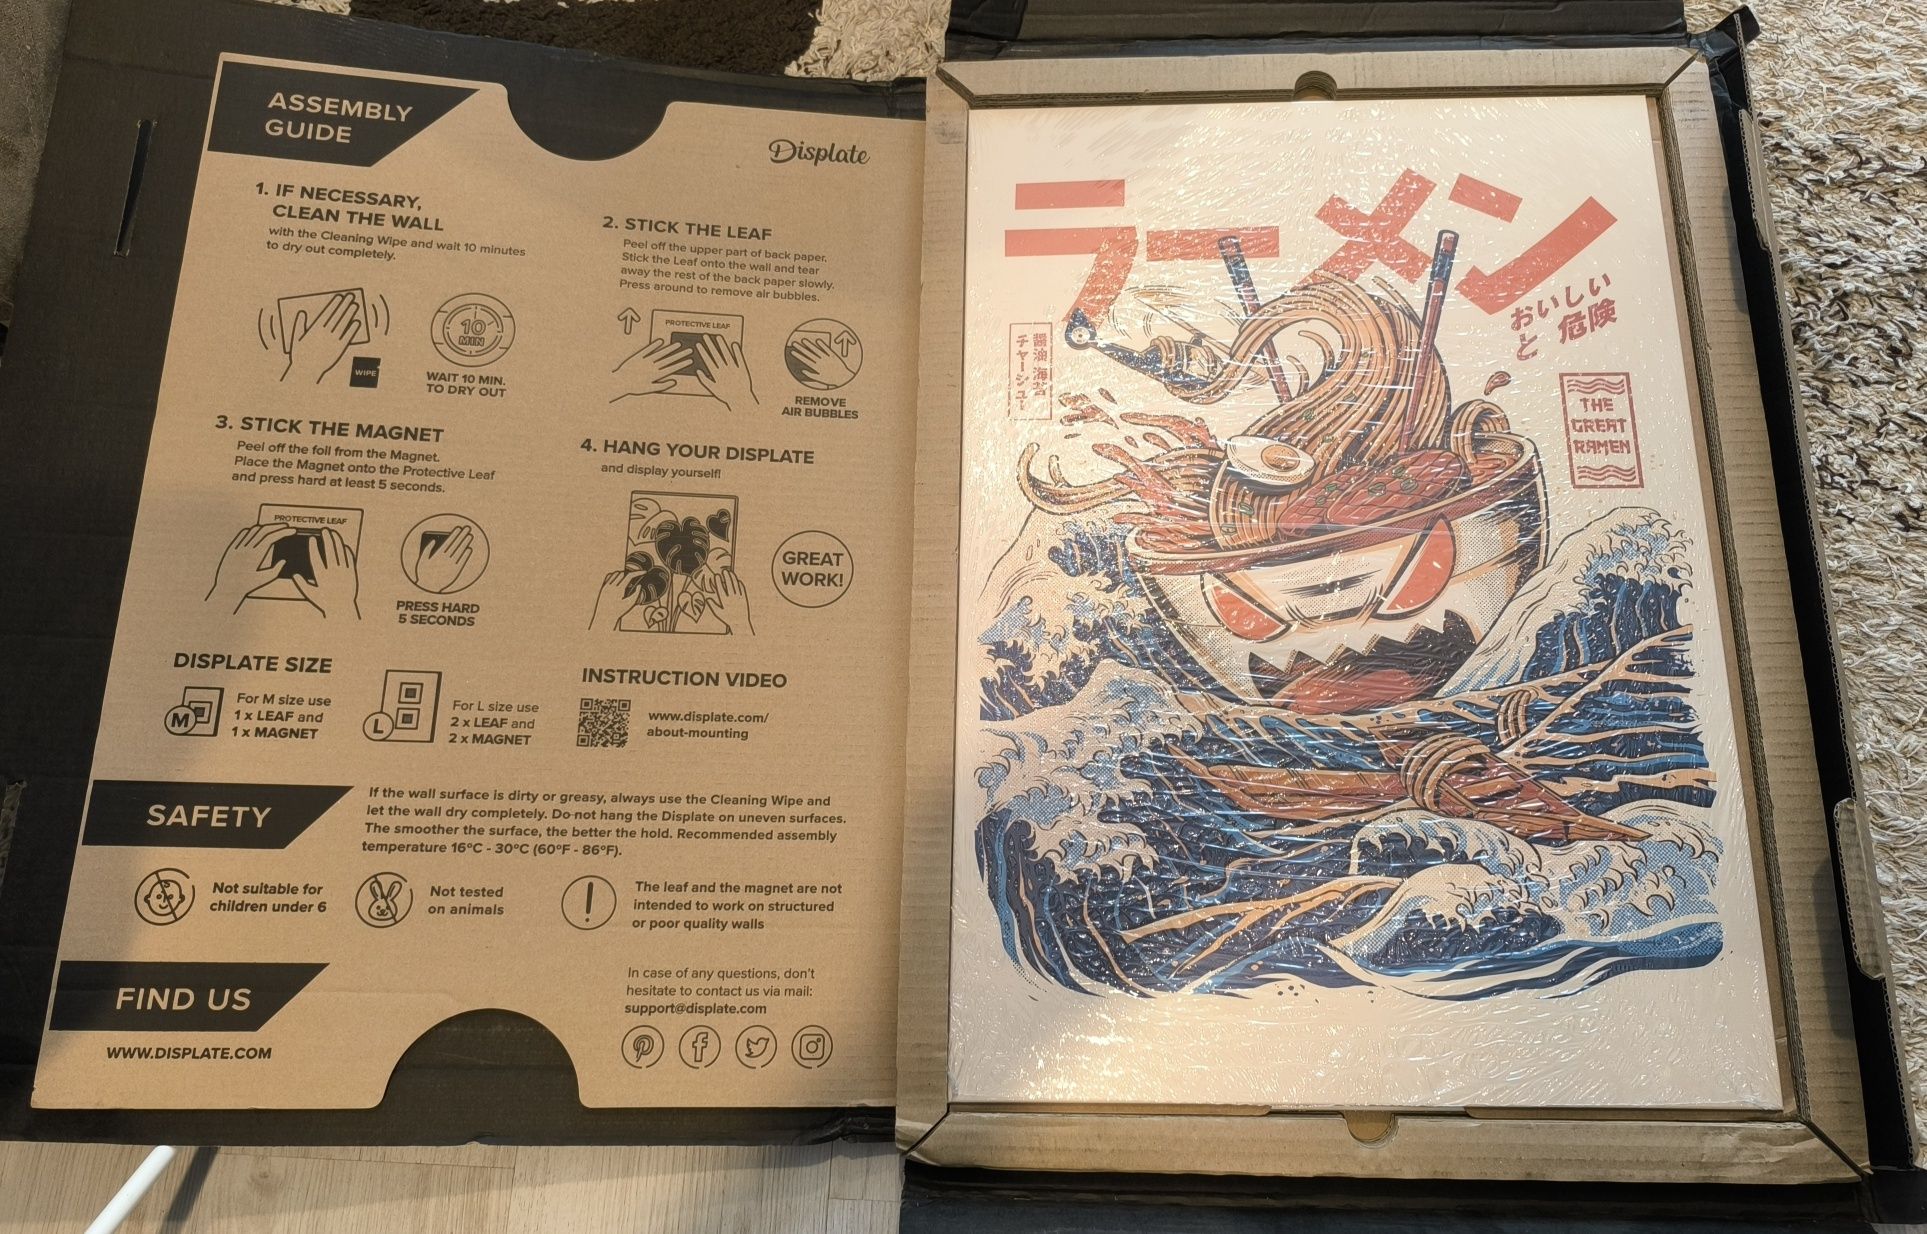 ASSEMBLY
GUIDE
Displate
1. IF NECESSARY,
CLEAN THE WALL
with the Cleaning Wipe and wait 10 minutes
to dry out completely.
WIPE
10
MIN
WAIT 10 MIN.
TO DRY OUT
2. STICK THE LEAF
Peel off the upper part of back paper.
Stick the Leaf onto the wall and tear
away the rest of the back paper slowly.
Press around to remove air bubbles.
PROTECTIVE LEAF
REMOVE
AIR BUBBLES
3. STICK THE MAGNET
Peel off the foil from the Magnet.
Place the Magnet onto the Protective Leaf
and press hard at least 5 seconds.
PROTECTIVE LEAF
PRESS HARD
5 SECONDS
4. HANG YOUR DISPLATE
and display yourself!
GREAT
WORK!
DISPLATE SIZE
M
For M size use
1 x LEAF and
1 x MAGNET
L
For L size use
2 x LEAF and
2 x MAGNET
INSTRUCTION VIDEO
www.displate.com/
about-mounting
SAFETY
If the wall surface is dirty or greasy, always use the Cleaning Wipe and
let the wall dry completely. Do not hang the Displate on uneven surfaces.
The smoother the surface, the better the hold. Recommended assembly
temperature 16°C - 30°C (60°F - 86°F).
Not suitable for
children under 6
Not tested
on animals
The leaf and the magnet are not
intended to work on structured
or poor quality walls
FIND US
WWW.DISPLATE.COM
In case of any questions, don't
hesitate to contact us via mail:
support@displate.com
ラーメン
おいしい
と危険
醤油 海苔
チャーシュー
THE
GREAT
RAMEN